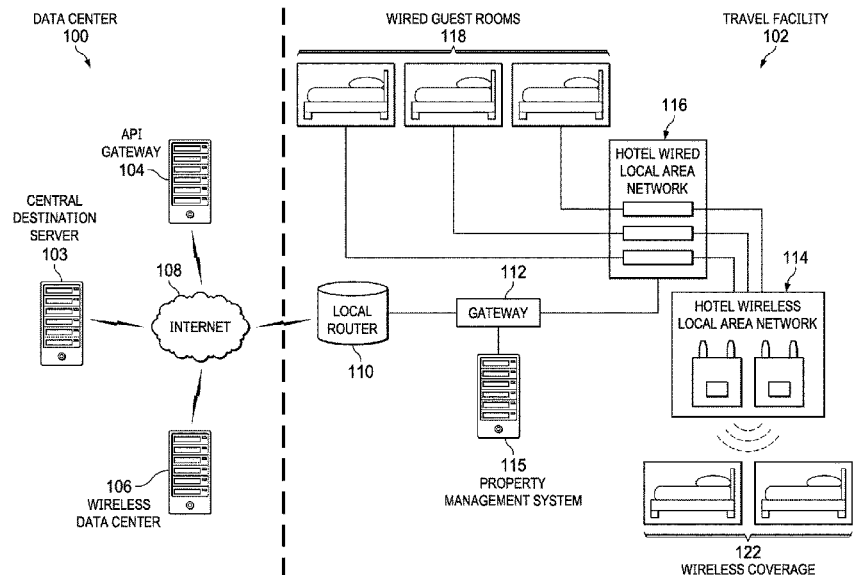 DATA CENTER
100
WIRED GUEST ROOMS
118
TRAVEL FACILITY
102
API
GATEWAY
104
116
HOTEL WIRED
LOCAL AREA
NETWORK
CENTRAL
DESTINATION
SERVER
103
108
INTERNET
LOCAL
ROUTER
110
112
GATEWAY
114
HOTEL WIRELESS
LOCAL AREA NETWORK
106
WIRELESS
DATA CENTER
115
PROPERTY
MANAGEMENT SYSTEM
122
WIRELESS COVERAGE